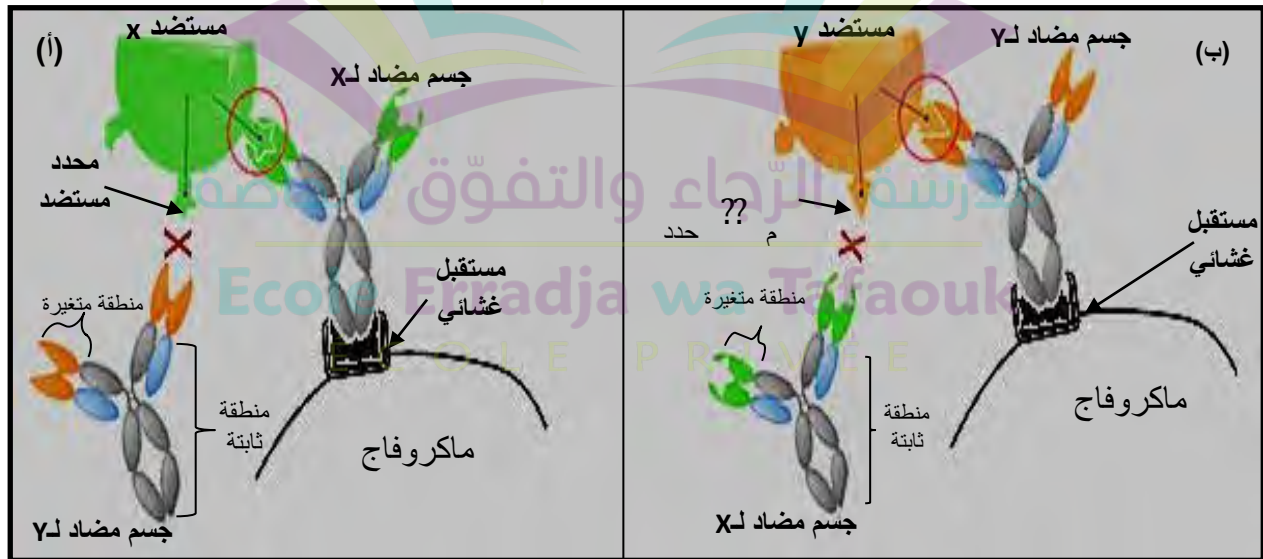 (أ)
مستضد x
جسم مضاد لـX
محدد
مستضد
مستقبل
غشائي
منطقة متغيرة
منطقة
ثابتة
ماكروفاج
جسم مضاد لـY
(ب)
مستضد y
جسم مضاد لـY
م ?? حدد
مستقبل
غشائي
منطقة متغيرة
منطقة
ثابتة
ماكروفاج
جسم مضاد لـX
مدرسة الرّجاء والتفوّق الخاصة
Ecole Erradja wa Tafaouk
ECOLE PRIVÉE